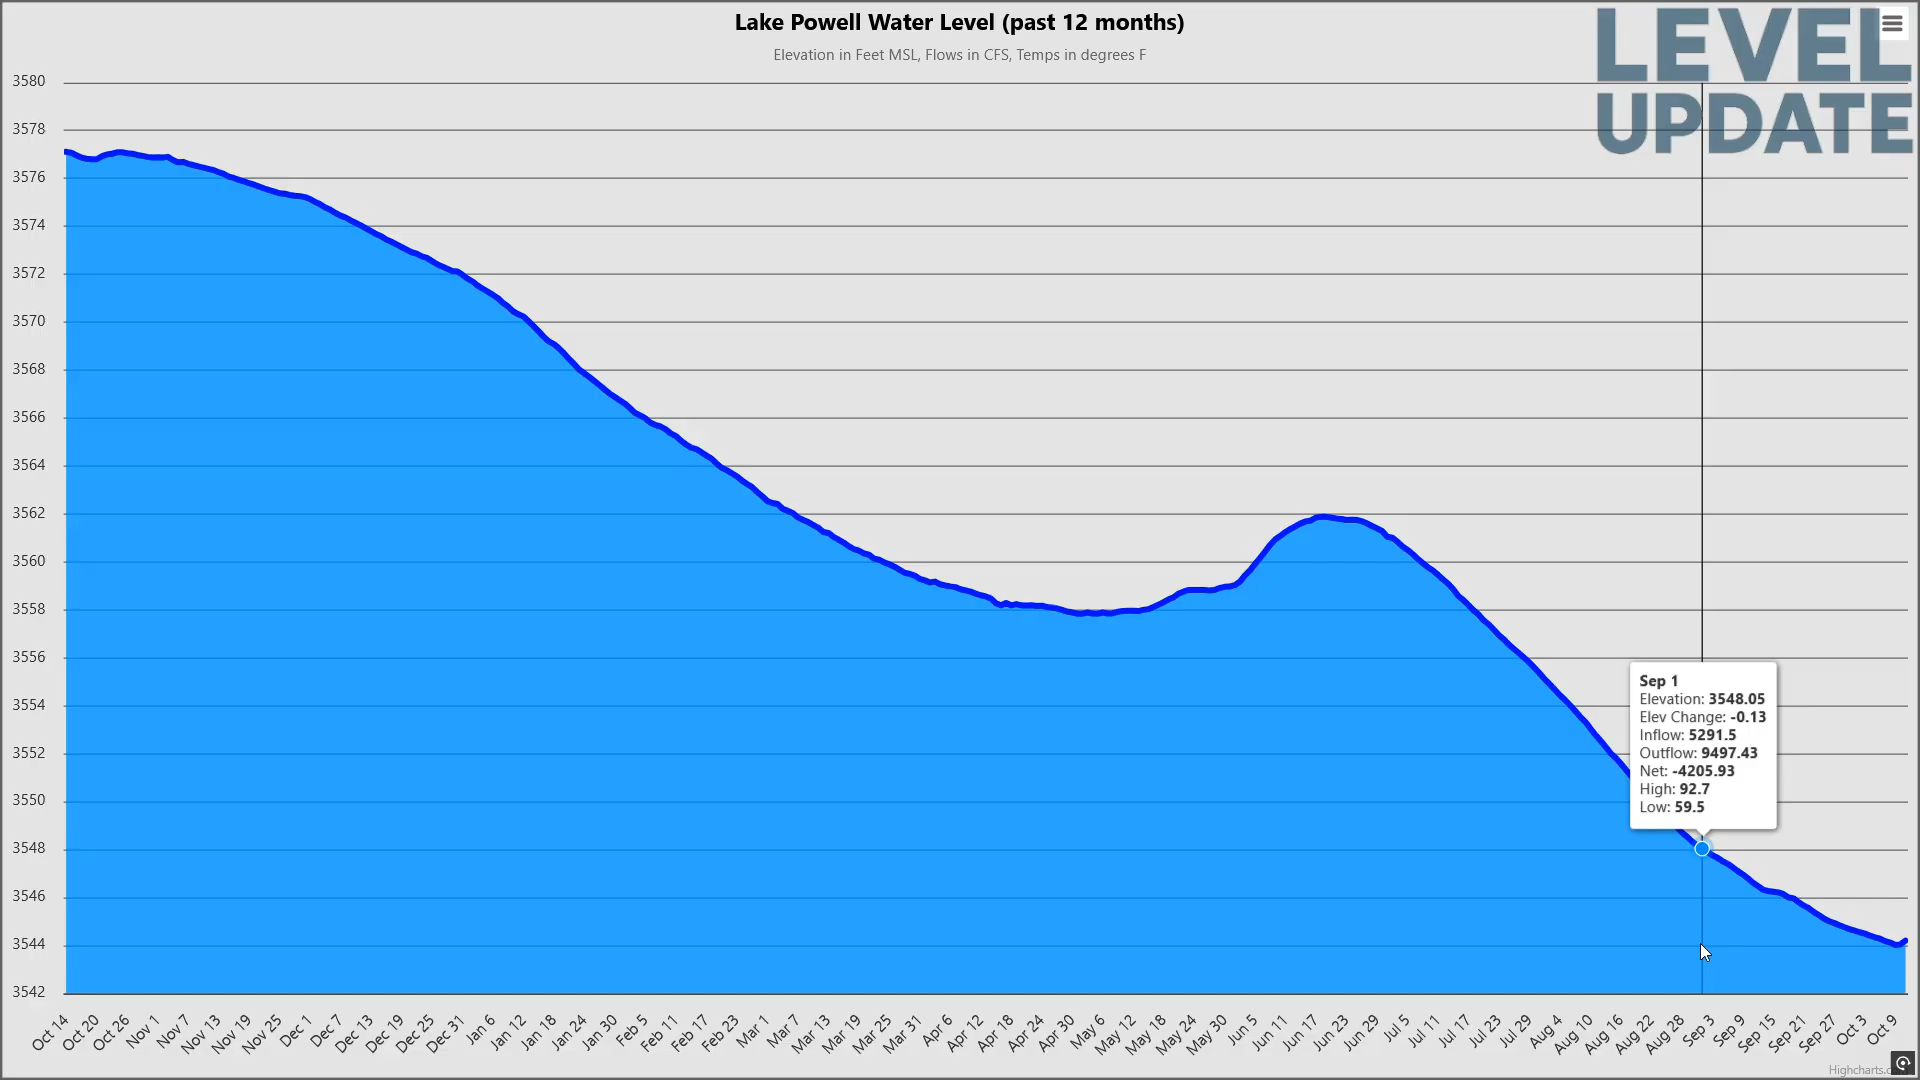 Lake Powell Water Level (past 12 months)
Elevation in Feet MSL, Flows in CFS, Temps in degrees F
LEVEL
UPDATE
3580
3578
3576
3574
3572
3570
3568
3566
3564
3562
3560
3558
3556
3554
3552
3550
3548
3546
3544
3542
Sep 1
Elevation: 3548.05
Elev Change: -0.13
Inflow: 5291.5
Outflow: 9497.43
Net: -4205.93
High: 92.7
Low: 59.5
Oct 14
Oct 20
Oct 26
Nov 1
Nov 7
Nov 13
Nov 19
Nov 25
Dec 1
Dec 7
Dec 13
Dec 19
Dec 25
Dec 31
Jan 6
Jan 12
Jan 18
Jan 24
Jan 30
Feb 5
Feb 11
Feb 17
Feb 23
Mar 1
Mar 7
Mar 13
Mar 19
Mar 25
Mar 31
Apr 6
Apr 12
Apr 18
Apr 24
Apr 30
May 6
May 12
May 18
May 24
May 30
Jun 5
Jun 11
Jun 17
Jun 23
Jun 29
Jul 5
Jul 11
Jul 17
Jul 23
Jul 29
Aug 4
Aug 10
Aug 16
Aug 22
Aug 28
Sep 3
Sep 9
Sep 15
Sep 21
Sep 27
Oct 3
Oct 9